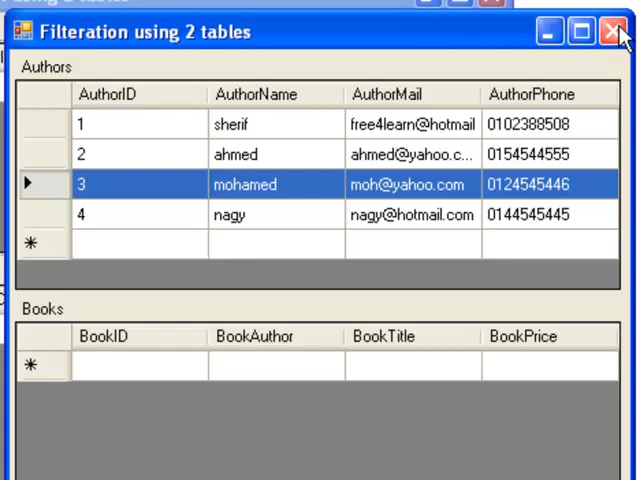 Filteration using 2 tables
Authors
AuthorID AuthorName AuthorMail AuthorPhone
1 sherif free4learn@hotmail 0102388508
2 ahmed ahmed@yahoo.c... 0154544555
3 mohamed moh@yahoo.com 0124545446
4 nagy nagy@hotmail.com 0144545445
Books
BookID BookAuthor BookTitle BookPrice